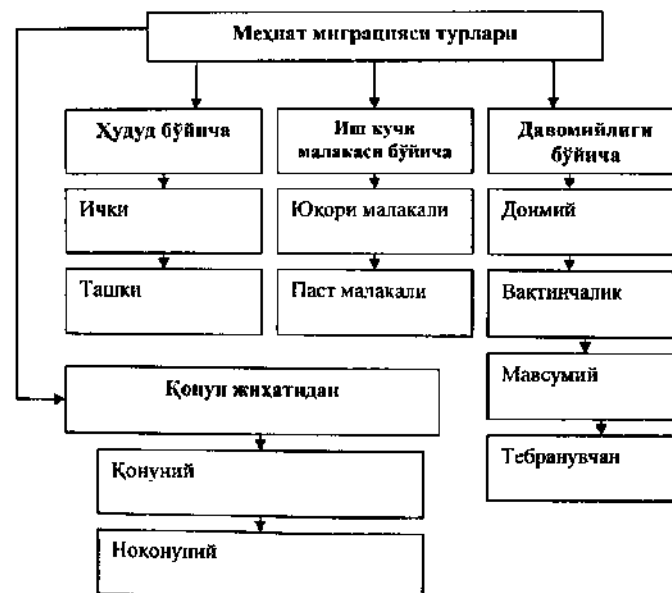 Меҳнат миграцияси турлари
Ҳудуд бўйича
Иш кучи
малакаси бўйича
Давомийлиги
бўйича
Ички
Юқори малакали
Доимий
Ташқи
Паст малакали
Вақтинчалик
Мавсумий
Қонун жиҳатидан
Тебранувчан
Қонуний
Ноқонуний